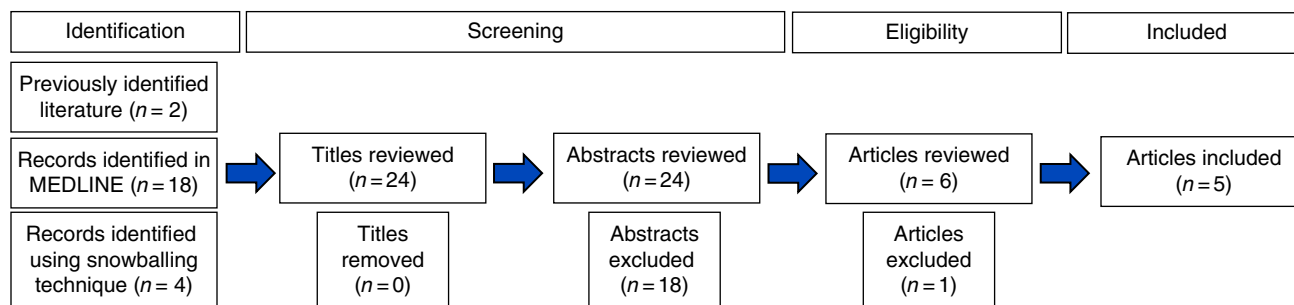 Identification
Screening
Eligibility
Included
Previously identified
literature (n = 2)
Records identified in
MEDLINE (n = 18)
Records identified
using snowballing
technique (n = 4)
Titles reviewed
(n = 24)
Titles
removed
(n = 0)
Abstracts reviewed
(n = 24)
Abstracts
excluded
(n = 18)
Articles reviewed
(n = 6)
Articles
excluded
(n = 1)
Articles included
(n = 5)